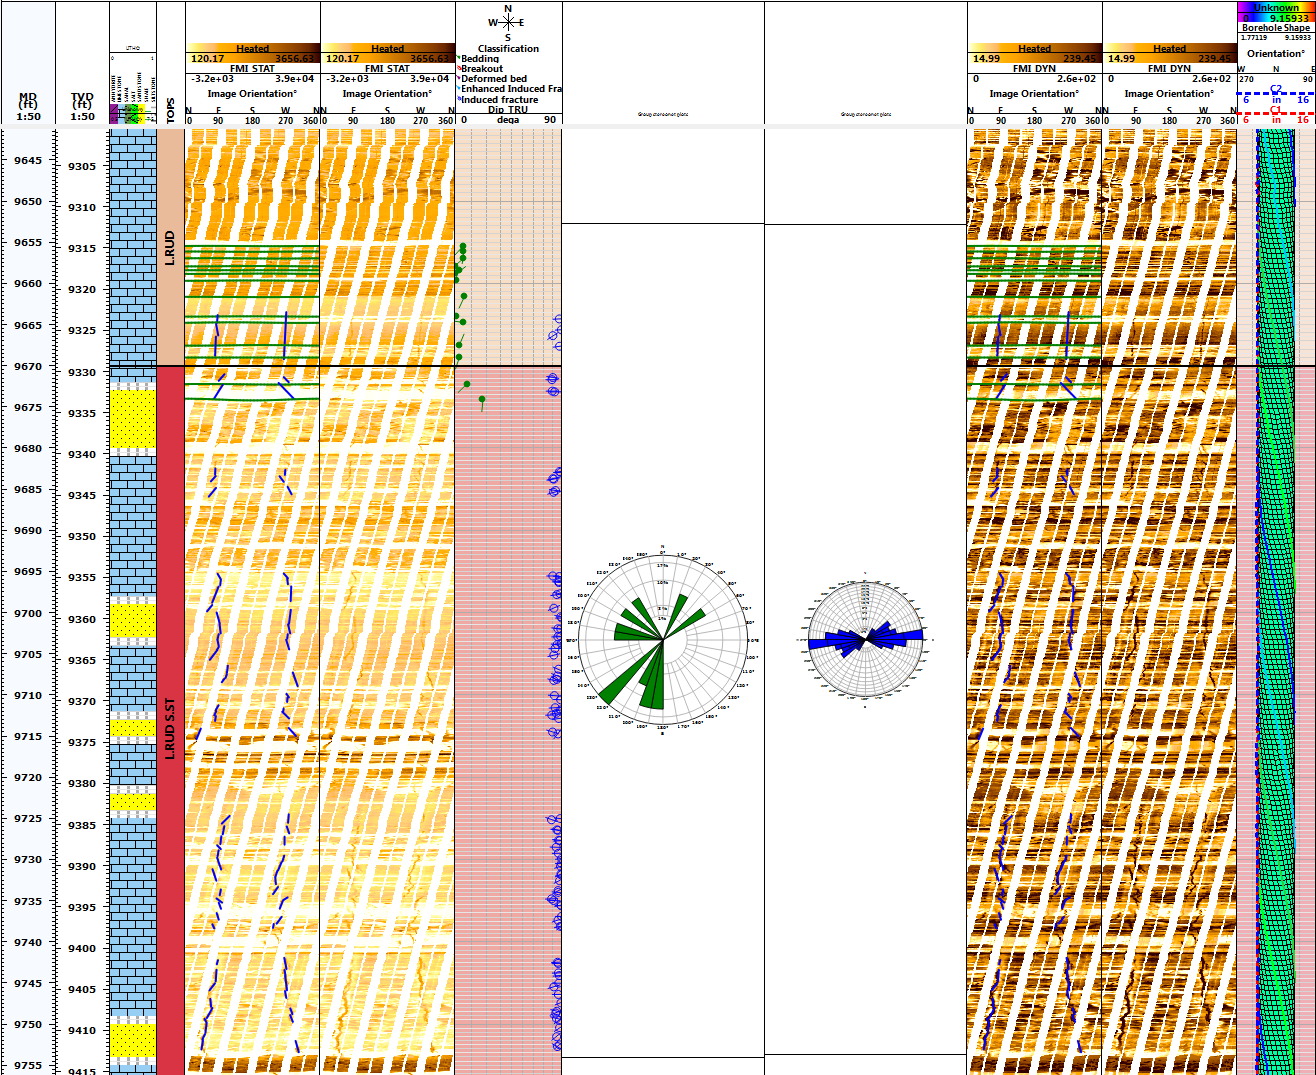 MD
(ft)
1:50
TVD
(ft)
1:50
LITHO
0 1
TOPS
Heated
120.17 3656.633
FMI STAT
-3.2e+03 3.9e+04
Image Orientation°
N E S W N
0 90 180 270 360
Heated
120.17 3656.633
FMI STAT
-3.2e+03 3.9e+04
Image Orientation°
N E S W N
0 90 180 270 360
N
W E
S
Classification
Bedding
Breakout
Deformed bed
Enhanced Induced Fra
Induced fracture
Dip TRU
0 dega 90
Heated
14.99 239.45
FMI DYN
0 2.6e+02
Image Orientation°
N E S W N
0 90 180 270 360
Heated
14.99 239.45
FMI DYN
0 2.6e+02
Image Orientation°
N E S W N
0 90 180 270 360
Unknown
0 9.15933
Borehole Shape
1.77119 9.15933
Orientation°
W N E
270 90
C2
6 in 16
C1
6 in 16
9645
9650
9655
9660
9665
9670
9675
9680
9685
9690
9695
9700
9705
9710
9715
9720
9725
9730
9735
9740
9745
9750
9755
9305
9310
9315
9320
9325
9330
9335
9340
9345
9350
9355
9360
9365
9370
9375
9380
9385
9390
9395
9400
9405
9410
9415
L.RUD
L.RUD S.ST